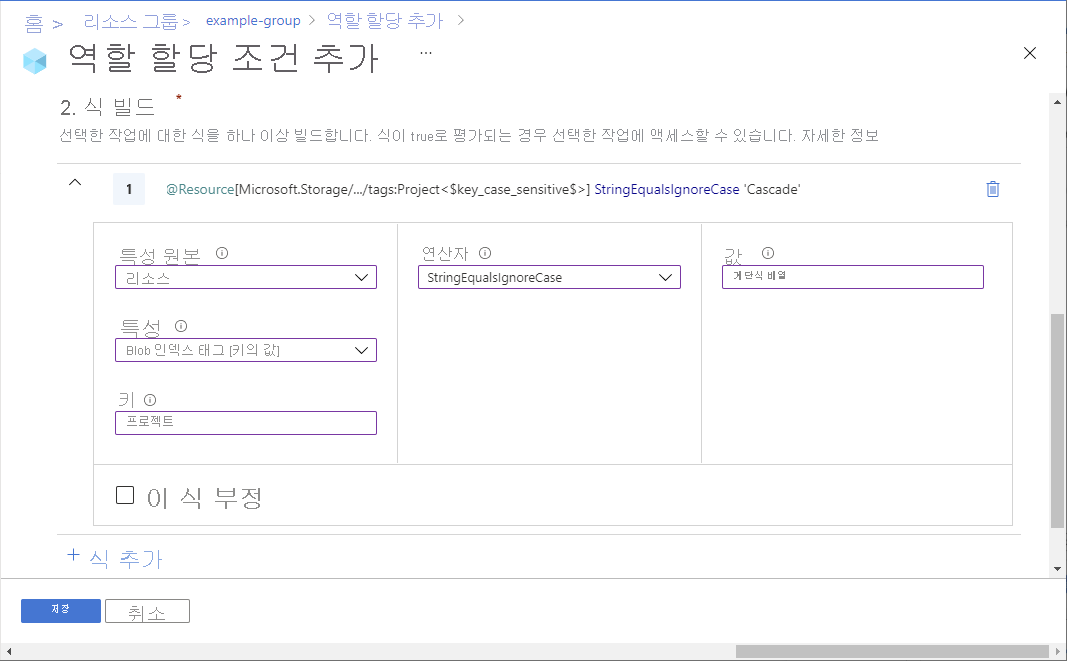 홈 > 리소스 그룹 > example-group > 역할 할당 추가 >
역할 할당 조건 추가 ...
2. 식 빌드 *
선택한 작업에 대한 식을 하나 이상 빌드합니다. 식이 true로 평가되는 경우 선택한 작업에 액세스할 수 있습니다. 자세한 정보
1 @Resource[Microsoft.Storage/.../tags:Project<$key_case_sensitive$>] StringEqualsIgnoreCase 'Cascade'
특성 원본
리소스
특성
Blob 인덱스 태그 [키의 값]
키
프로젝트
연산자
StringEqualsIgnoreCase
값
계단식 배열
이 식 부정
+ 식 추가
저장 취소